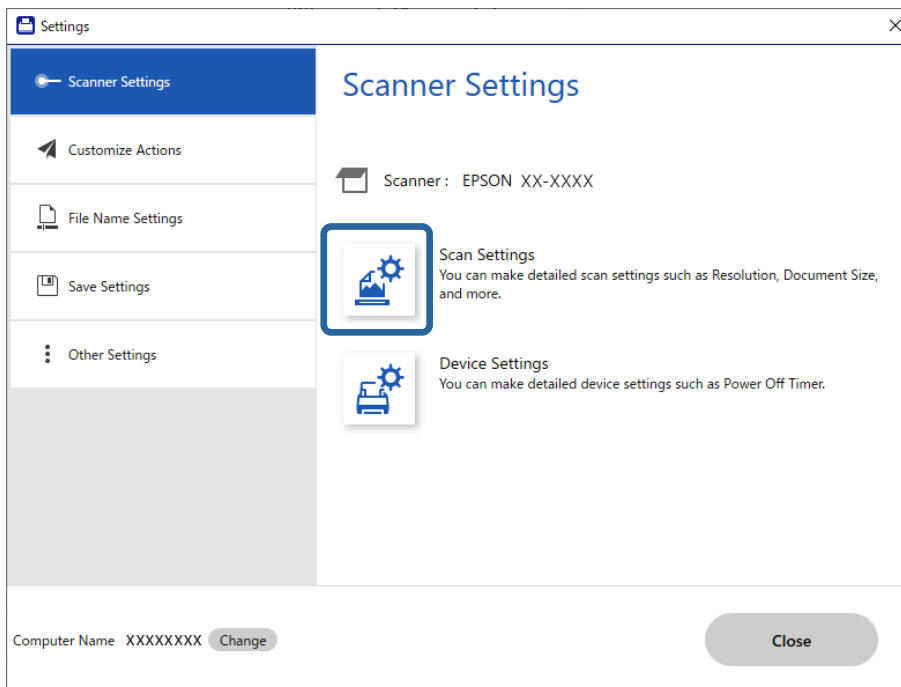 Settings
Scanner Settings
Customize Actions
File Name Settings
Save Settings
Other Settings
Scanner Settings
Scanner : EPSON XX-XXXX
Scan Settings
You can make detailed scan settings such as Resolution, Document Size,
and more.
Device Settings
You can make detailed device settings such as Power Off Timer.
Computer Name XXXXXXXX Change
Close